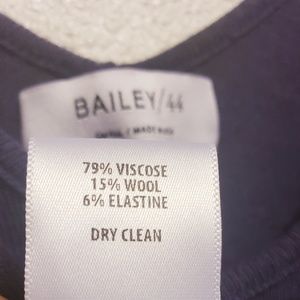 BAILEY/44
79% VISCOSE
15% WOOL
6% ELASTINE
DRY CLEAN